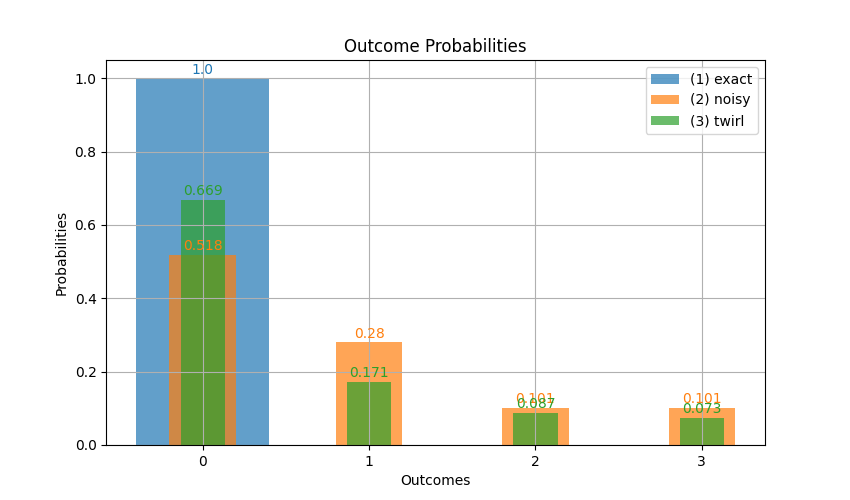 Outcome Probabilities
1.0
(1) exact
(2) noisy
(3) twirl
1.0
0.8
0.669
0.6
0.518
Probabilities
0.4
0.28
0.2
0.171
0.101
0.087
0.101
0.073
0.0
0 1 2 3
Outcomes